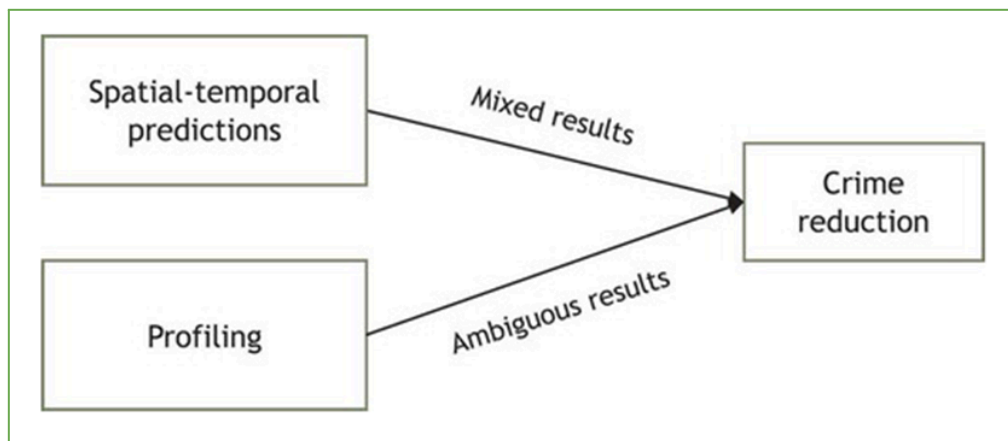 Spatial-temporal
predictions
Mixed results
Crime
reduction
Profiling
Ambiguous results